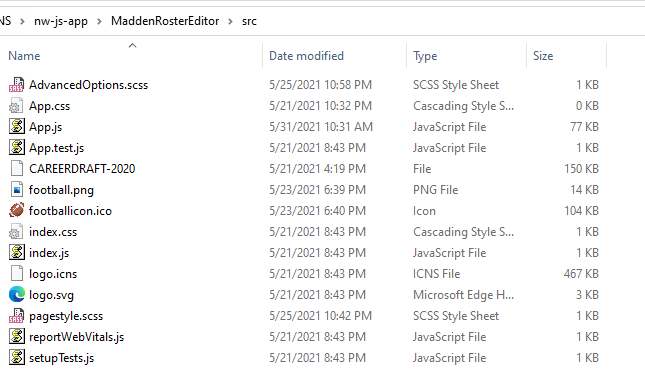 NS > nw-js-app > MaddenRosterEditor > src
Name Date modified Type Size
AdvancedOptions.scss 5/25/2021 10:58 PM SCSS Style Sheet 1 KB
App.css 5/21/2021 10:32 PM Cascading Style S... 0 KB
App.js 5/31/2021 10:31 AM JavaScript File 77 KB
App.test.js 5/21/2021 8:43 PM JavaScript File 1 KB
CAREERDRAFT-2020 5/21/2021 4:19 PM File 150 KB
football.png 5/23/2021 6:39 PM PNG File 14 KB
footballicon.ico 5/23/2021 6:40 PM Icon 104 KB
index.css 5/21/2021 8:43 PM Cascading Style S... 1 KB
index.js 5/21/2021 8:43 PM JavaScript File 1 KB
logo.icns 5/21/2021 8:43 PM ICNS File 467 KB
logo.svg 5/21/2021 8:43 PM Microsoft Edge H... 3 KB
pagestyle.scss 5/25/2021 10:42 PM SCSS Style Sheet 1 KB
reportWebVitals.js 5/21/2021 8:43 PM JavaScript File 1 KB
setupTests.js 5/21/2021 8:43 PM JavaScript File 1 KB